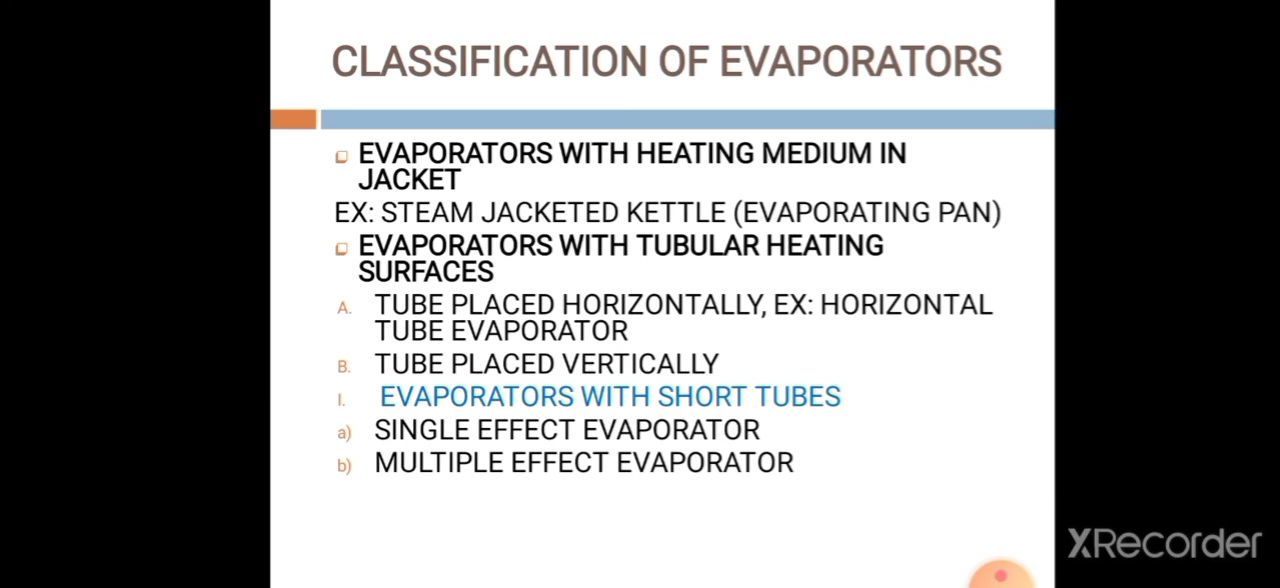 CLASSIFICATION OF EVAPORATORS
EVAPORATORS WITH HEATING MEDIUM IN
JACKET
EX: STEAM JACKETED KETTLE (EVAPORATING PAN)
EVAPORATORS WITH TUBULAR HEATING
SURFACES
A. TUBE PLACED HORIZONTALLY, EX: HORIZONTAL
TUBE EVAPORATOR
B. TUBE PLACED VERTICALLY
I. EVAPORATORS WITH SHORT TUBES
a) SINGLE EFFECT EVAPORATOR
b) MULTIPLE EFFECT EVAPORATOR
XRecorder